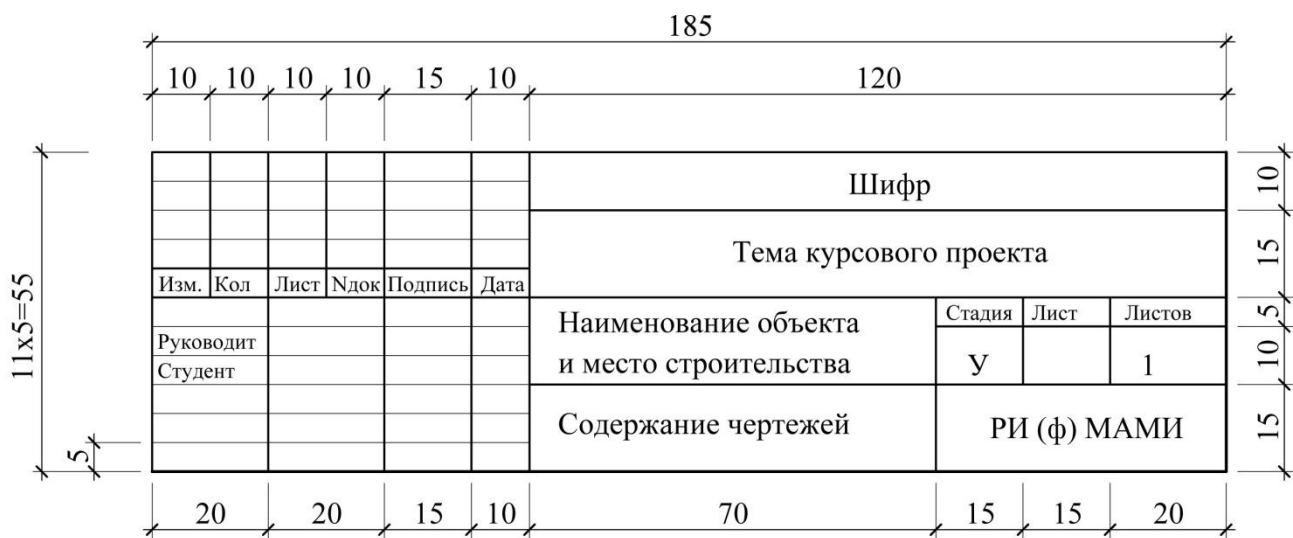 185
10 10 10 10 15 10 120
Шифр
10
Тема курсового проекта
15
Изм. Кол Лист Nдок Подпись Дата
11x5=55
Наименование объекта
и место строительства
Стадия Лист Листов
5
Руководит
У 1
10
Студент
Содержание чертежей
РИ (ф) МАМИ
15
5
20 20 15 10 70 15 15 20